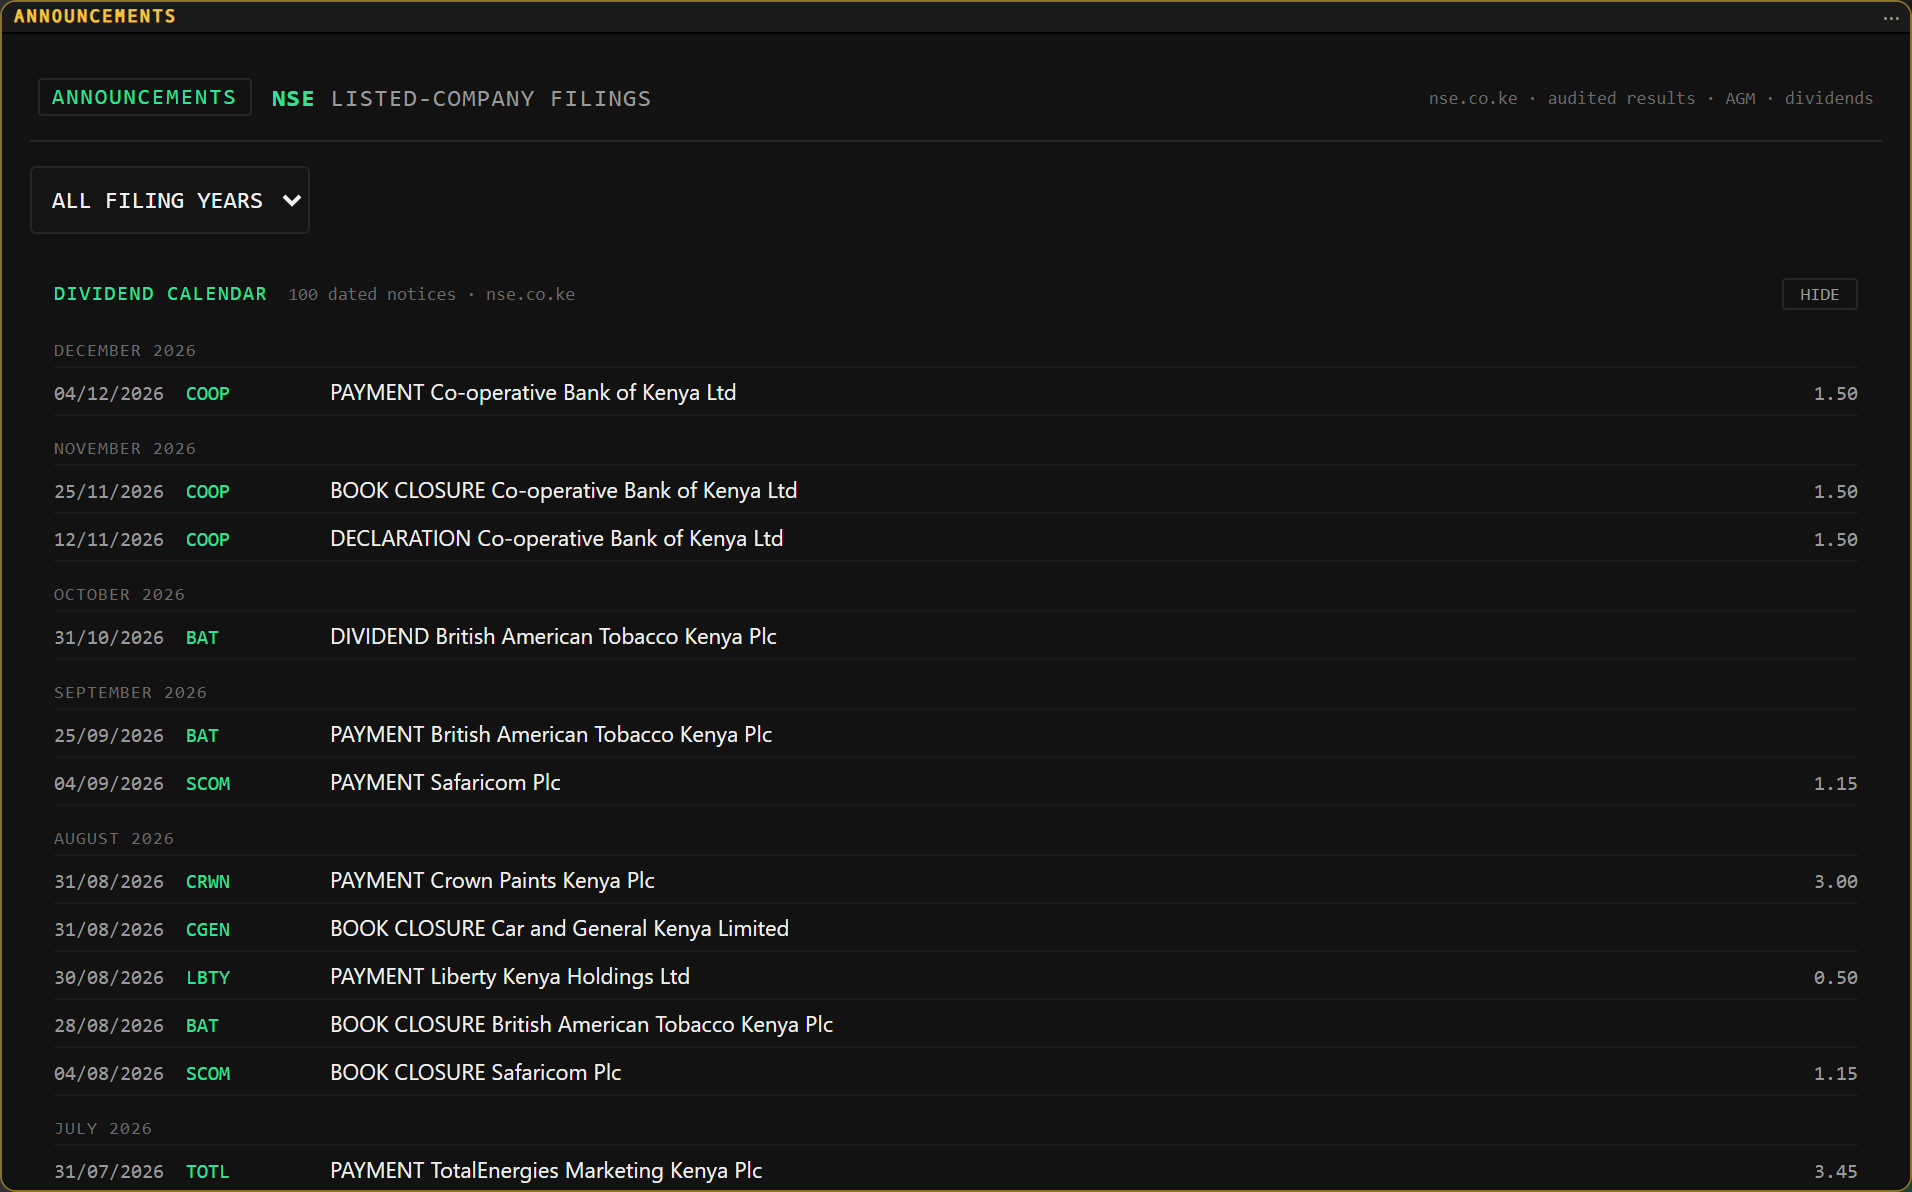 ANNOUNCEMENTS
...
ANNOUNCEMENTS NSE LISTED-COMPANY FILINGS nse.co.ke · audited results · AGM · dividends
ALL FILING YEARS
DIVIDEND CALENDAR 100 dated notices · nse.co.ke HIDE
DECEMBER 2026
04/12/2026 COOP PAYMENT Co-operative Bank of Kenya Ltd 1.50
NOVEMBER 2026
25/11/2026 COOP BOOK CLOSURE Co-operative Bank of Kenya Ltd 1.50
12/11/2026 COOP DECLARATION Co-operative Bank of Kenya Ltd 1.50
OCTOBER 2026
31/10/2026 BAT DIVIDEND British American Tobacco Kenya Plc
SEPTEMBER 2026
25/09/2026 BAT PAYMENT British American Tobacco Kenya Plc
04/09/2026 SCOM PAYMENT Safaricom Plc 1.15
AUGUST 2026
31/08/2026 CRWN PAYMENT Crown Paints Kenya Plc 3.00
31/08/2026 CGEN BOOK CLOSURE Car and General Kenya Limited
30/08/2026 LBTY PAYMENT Liberty Kenya Holdings Ltd 0.50
28/08/2026 BAT BOOK CLOSURE British American Tobacco Kenya Plc
04/08/2026 SCOM BOOK CLOSURE Safaricom Plc 1.15
JULY 2026
31/07/2026 TOTL PAYMENT TotalEnergies Marketing Kenya Plc 3.45